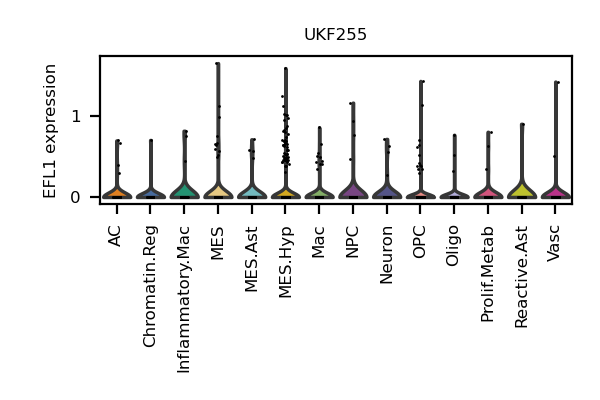 UKF255
EFL1 expression
1
0
AC
Chromatin.Reg
Inflammatory.Mac
MES
MES.Ast
MES.Hyp
Mac
NPC
Neuron
OPC
Oligo
Prolif.Metab
Reactive.Ast
Vasc